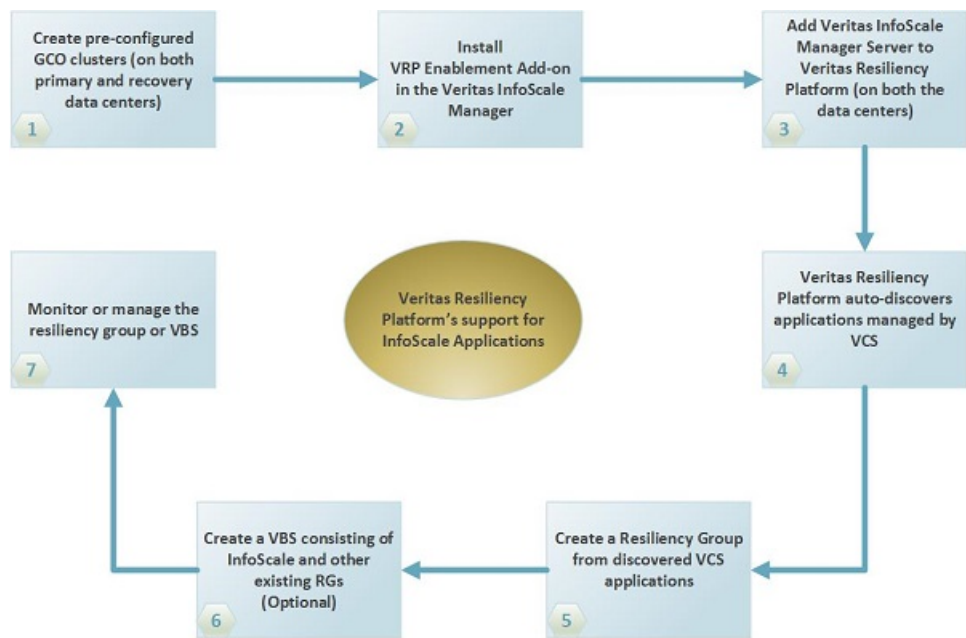 Create pre-configured
GCO clusters (on both
primary and recovery
data centers)
1
Install
VRP Enablement Add-on
in the Veritas InfoScale
Manager
2
Add Veritas InfoScale
Manager Server to
Veritas Resiliency
Platform (on both the
data centers)
3
Veritas Resiliency
Platform auto-discovers
applications managed by
VCS
4
Create a Resiliency Group
from discovered VCS
applications
5
Create a VBS consisting of
InfoScale and other
existing RGs
(Optional)
6
Monitor or manage the
resiliency group or VBS
7
Veritas Resiliency
Platform's support for
InfoScale Applications